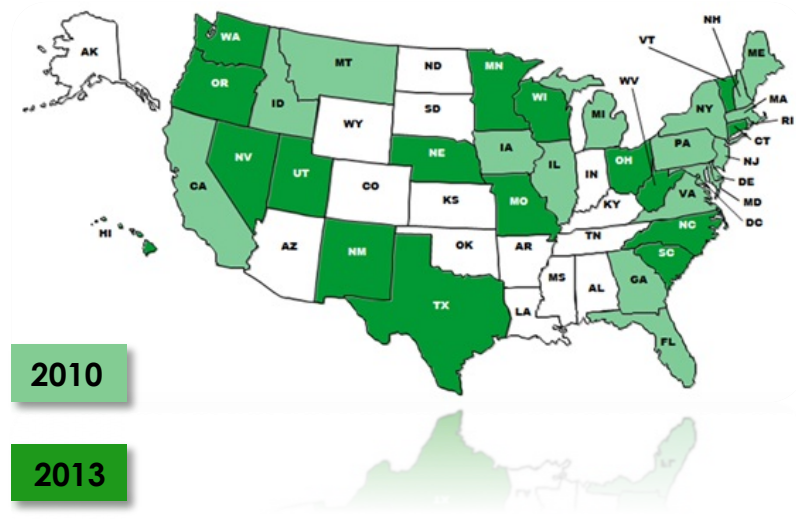 NH
VT
WA
ME
AK
MT
ND
MN
OR
WV
MA
ID
SD
WI
NY
RI
MI
WY
CT
PA
IA
NV
NE
IL
OH
NJ
UT
IN
DE
CA
CO
VA
MD
KS
MO
KY
DC
NC
HI
TN
AZ
OK
AR
NM
SC
MS
GA
AL
TX
LA
FL
2010
2013